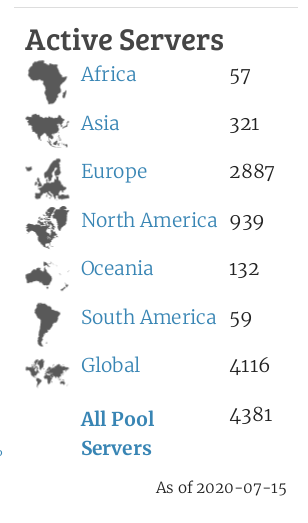 Active Servers
Africa 57
Asia 321
Europe 2887
North America 939
Oceania 132
South America 59
Global 4116
All Pool 4381
Servers
As of 2020-07-15